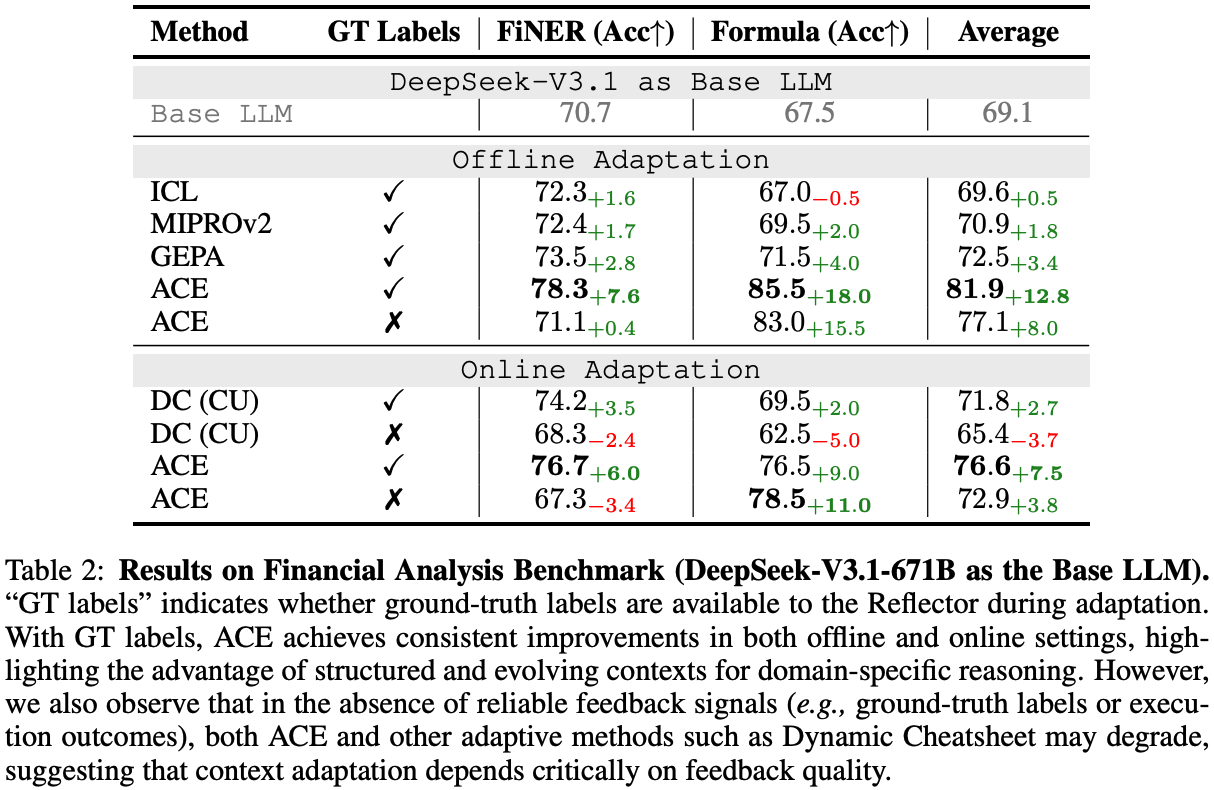 Method GT Labels FiNER (Acc↑) Formula (Acc↑) Average
DeepSeek-V3.1 as Base LLM
Base LLM 70.7 67.5 69.1
Offline Adaptation
ICL ✓ 72.3+1.6 67.0−0.5 69.6+0.5
MIPROv2 ✓ 72.4+1.7 69.5+2.0 70.9+1.8
GEPA ✓ 73.5+2.8 71.5+4.0 72.5+3.4
ACE ✓ 78.3+7.6 85.5+18.0 81.9+12.8
ACE ✗ 71.1+0.4 83.0+15.5 77.1+8.0
Online Adaptation
DC (CU) ✓ 74.2+3.5 69.5+2.0 71.8+2.7
DC (CU) ✗ 68.3−2.4 62.5−5.0 65.4−3.7
ACE ✓ 76.7+6.0 76.5+9.0 76.6+7.5
ACE ✗ 67.3−3.4 78.5+11.0 72.9+3.8
Table 2: Results on Financial Analysis Benchmark (DeepSeek-V3.1-671B as the Base LLM).
“GT labels” indicates whether ground-truth labels are available to the Reflector during adaptation.
With GT labels, ACE achieves consistent improvements in both offline and online settings, high-
lighting the advantage of structured and evolving contexts for domain-specific reasoning. However,
we also observe that in the absence of reliable feedback signals (e.g., ground-truth labels or execu-
tion outcomes), both ACE and other adaptive methods such as Dynamic Cheatsheet may degrade,
suggesting that context adaptation depends critically on feedback quality.